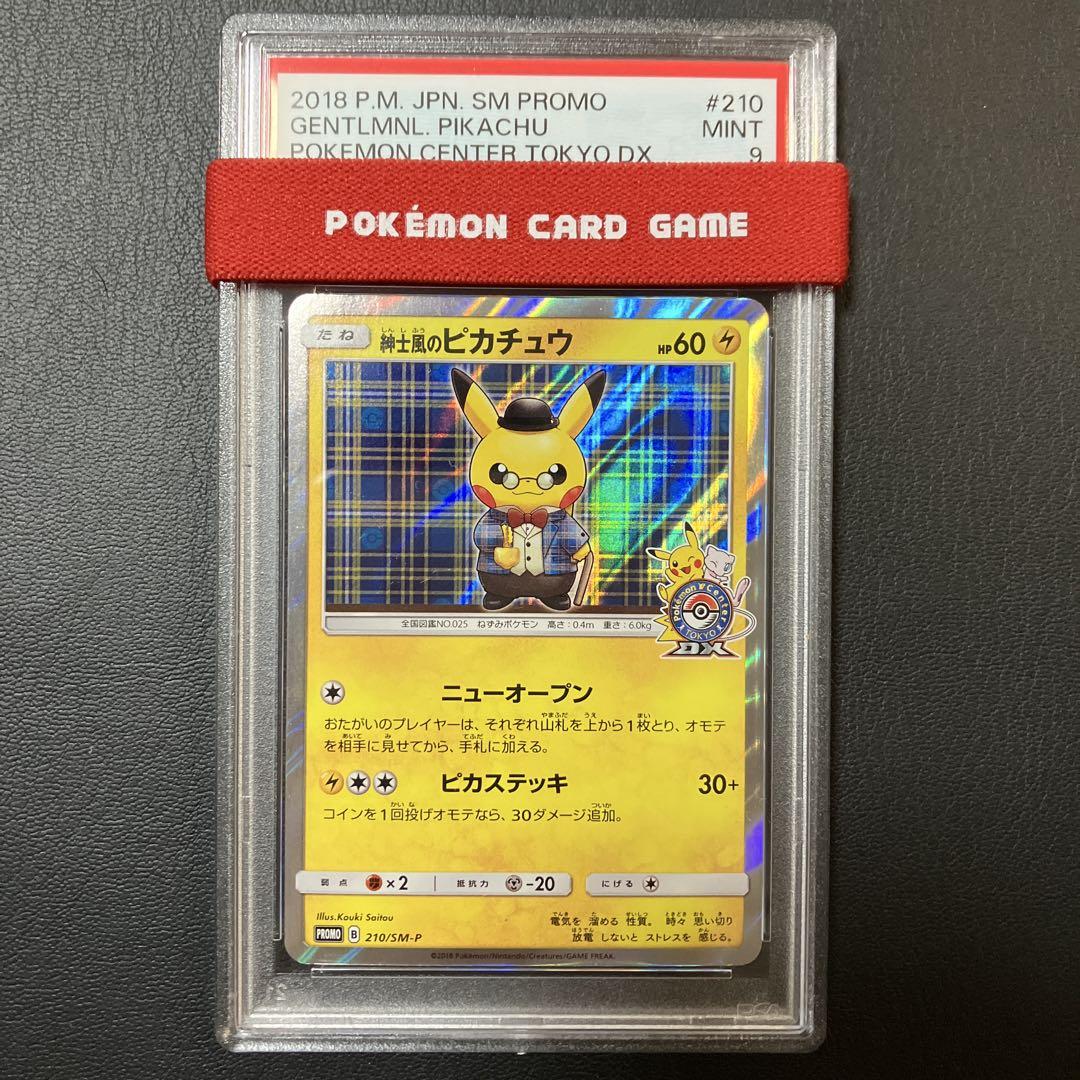 2018 P.M. JPN. SM PROMO #210
GENTLMNL. PIKACHU MINT
POKEMON CENTER TOKYO DX 9
POKÉMON CARD GAME
たね 紳士風のピカチュウ HP60
しんしふう
全国図鑑NO.025 ねずみポケモン 高さ:0.4m 重さ:6.0kg
Pokémon Center
TOKYO
DX
ニューオープン
おたがいのプレイヤーは、それぞれ山札を上から1枚とり、オモテ
を相手に見せてから、手札に加える。
ピカステッキ 30+
コインを1回投げオモテなら、30ダメージ追加。
弱点 ×2 抵抗力 -20 にげる
Illus.Kouki Saitou
電気を 溜める 性質。 時々 思い切り
放電 しないと ストレスを 感じる。
PROMO B 210/SM-P
©2018 Pokémon/Nintendo/Creatures/GAME FREAK.